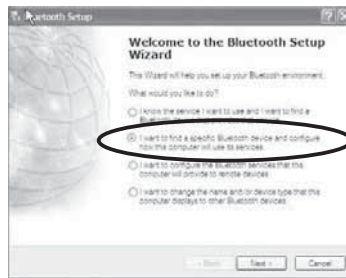 Bluetooth Setup
Welcome to the Bluetooth Setup
Wizard
This Wizard will help you set up your Bluetooth environment.
What would you like to do?
I know the service I want to use and I want to find a
Bluetooth
I want to find a specific Bluetooth device and configure
how this computer will use its services.
I want to configure the Bluetooth services that this
computer will provide to remote devices.
I want to change the name and/or device type that this
computer displays to other Bluetooth devices.
< Back
Next >
Cancel